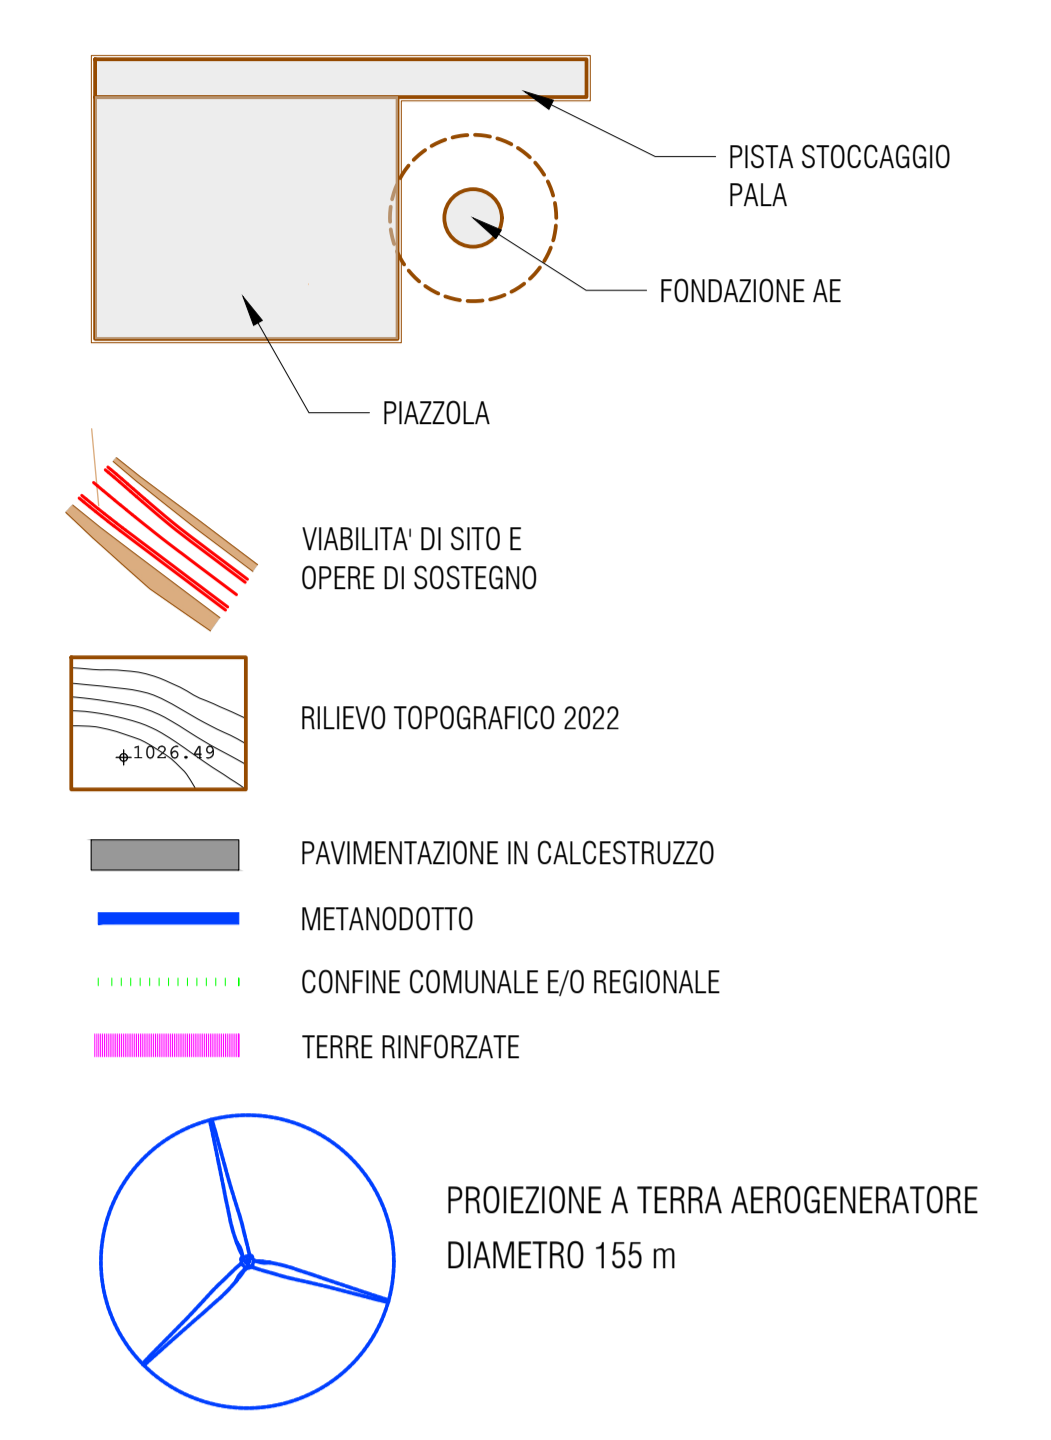 PISTA STOCCAGGIO
PALA
FONDAZIONE AE
PIAZZOLA
VIABILITA' DI SITO E
OPERE DI SOSTEGNO
RILIEVO TOPOGRAFICO 2022
1026.49
PAVIMENTAZIONE IN CALCESTRUZZO
METANODOTTO
CONFINE COMUNALE E/O REGIONALE
TERRE RINFORZATE
PROIEZIONE A TERRA AEROGENERATORE
DIAMETRO 155 m